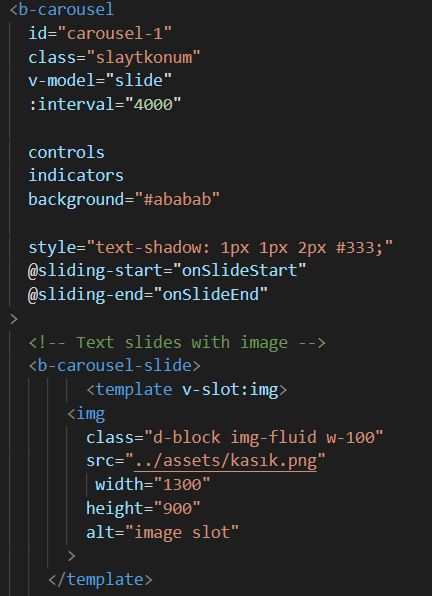 <b-carousel
id="carousel-1"
class="slaytkonum"
v-model="slide"
:interval="4000"
controls
indicators
background="#ababab"
style="text-shadow: 1px 1px 2px #333;"
@sliding-start="onSlideStart"
@sliding-end="onSlideEnd"
>
<!-- Text slides with image -->
<b-carousel-slide>
<template v-slot:img>
<img
class="d-block img-fluid w-100"
src="../assets/kasık.png"
width="1300"
height="900"
alt="image slot"
>
</template>